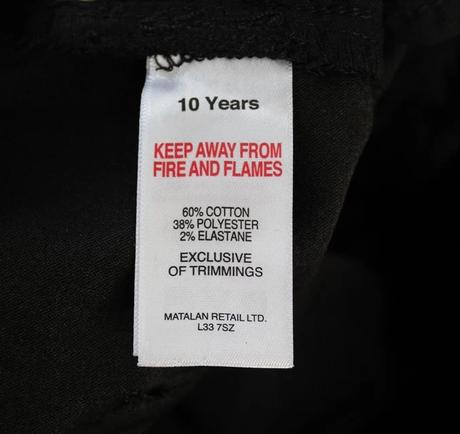 10 Years
KEEP AWAY FROM
FIRE AND FLAMES
60% COTTON
38% POLYESTER
2% ELASTANE
EXCLUSIVE
OF TRIMMINGS
MATALAN RETAIL LTD.
L33 7SZ